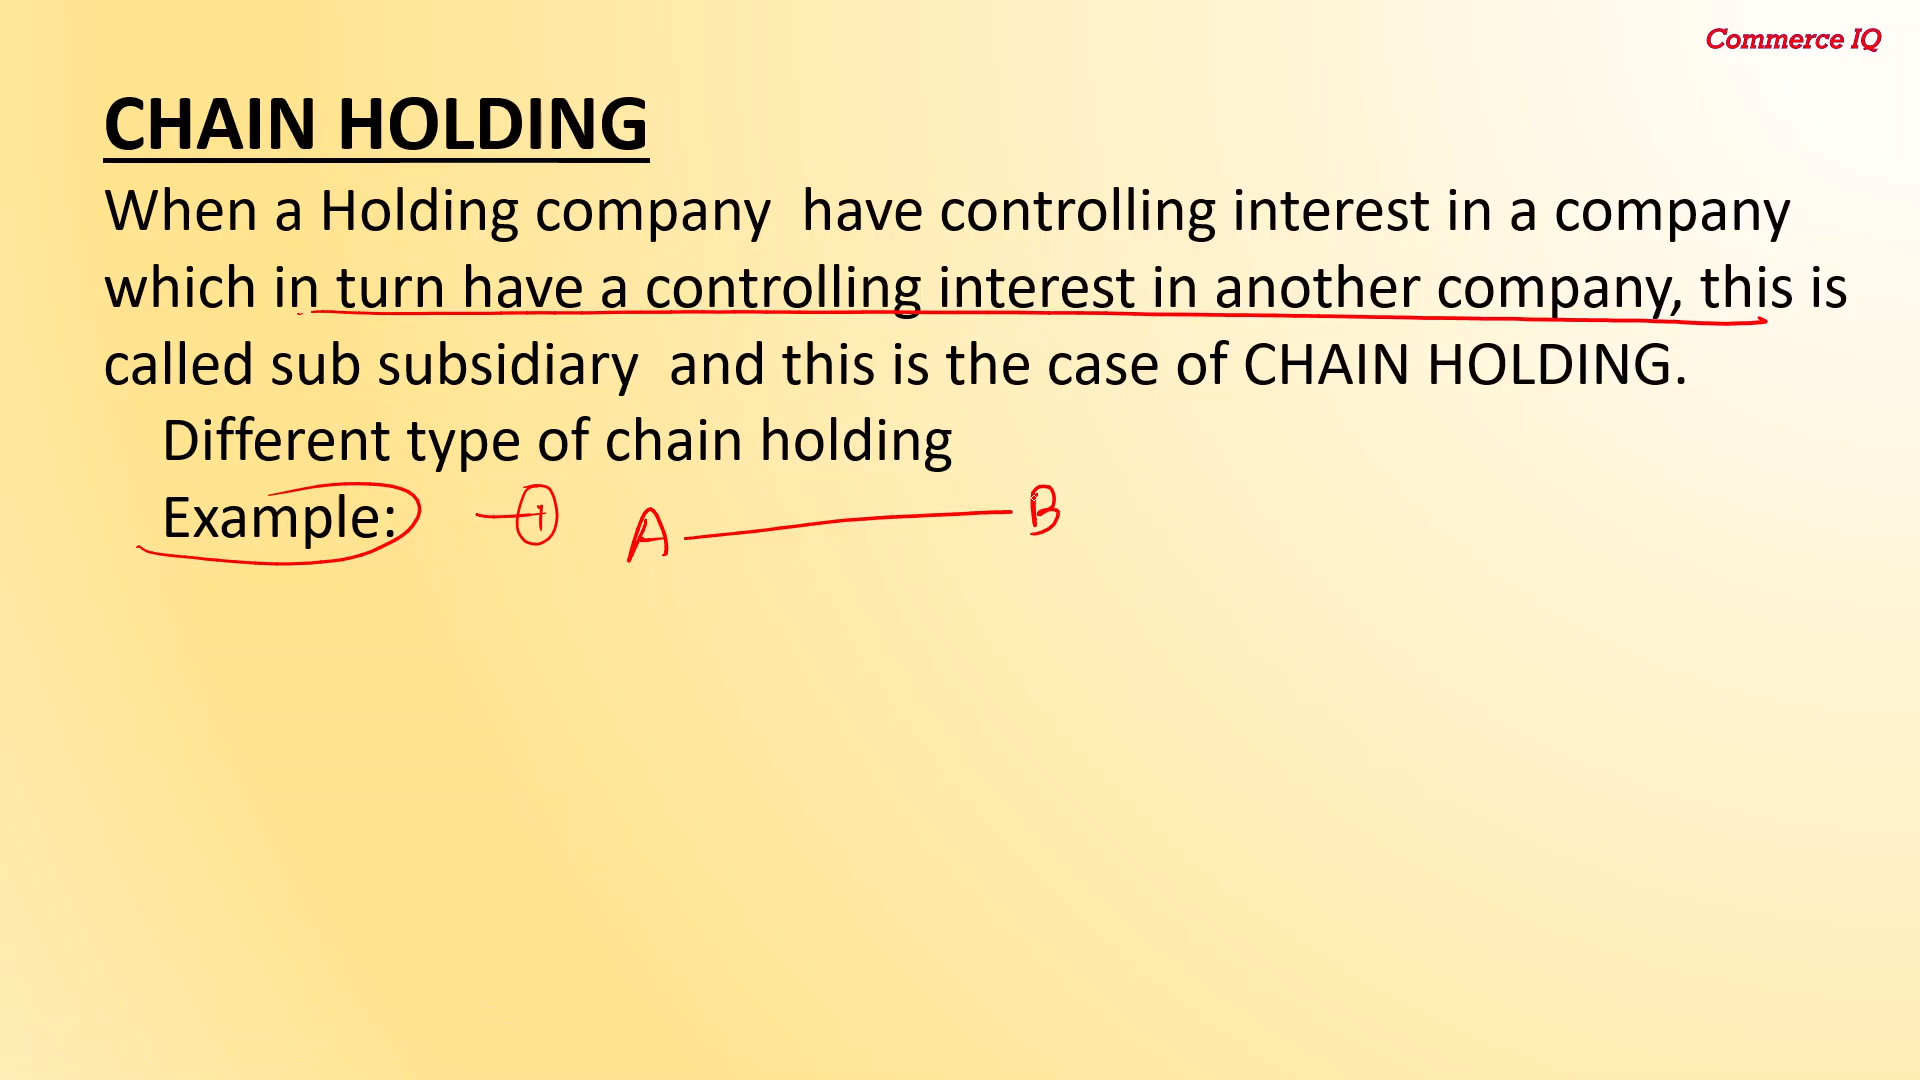 Commerce IQ
CHAIN HOLDING
When a Holding company  have controlling interest in a company
which in turn have a controlling interest in another company, this is
called sub subsidiary  and this is the case of CHAIN HOLDING.
Different type of chain holding
Example: 1 A B